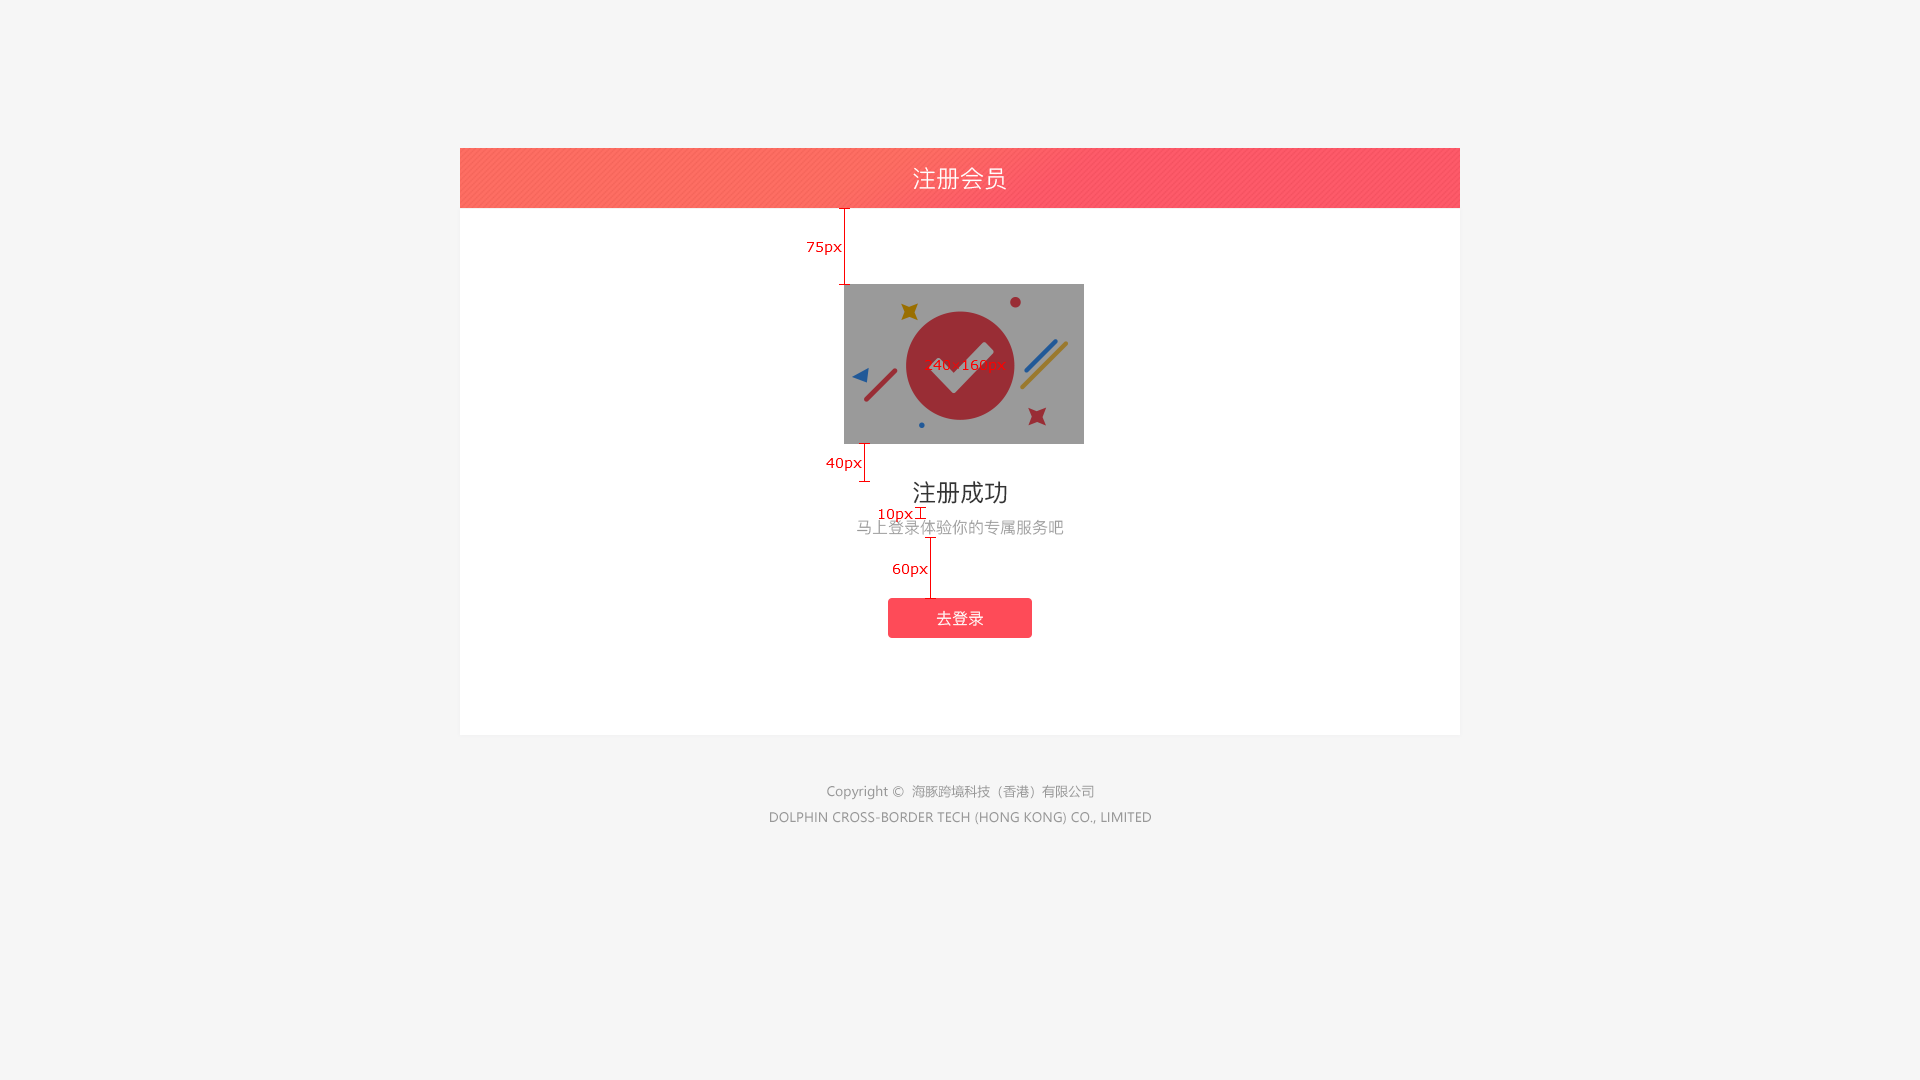 注册会员
75px
240x160px
40px
注册成功
10px
马上登录体验你的专属服务吧
60px
去登录
Copyright © 海豚跨境科技（香港）有限公司
DOLPHIN CROSS-BORDER TECH (HONG KONG) CO., LIMITED